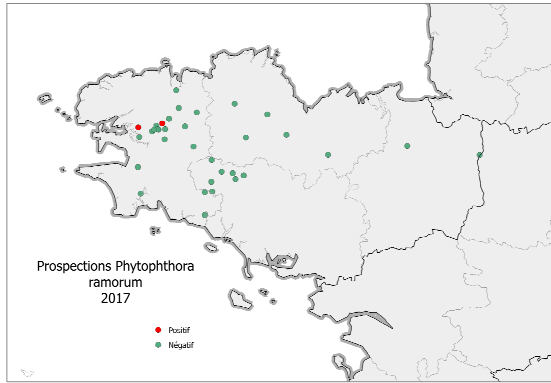 Prospections Phytophthora
ramorum
2017
Positif
Négatif